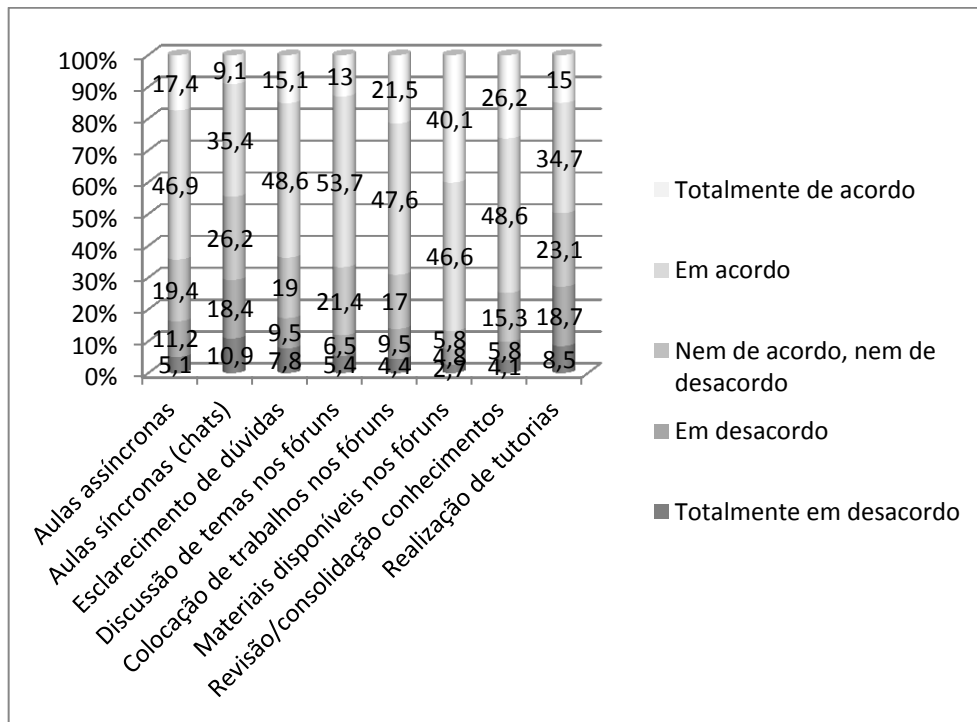 100%
90%
80%
70%
60%
50%
40%
30%
20%
10%
0%
17,4 9,1 15,1 13 21,5 40,1 26,2 15
46,9 35,4 48,6 53,7 47,6 46,6 48,6 34,7
19,4 26,2 19 21,4 17 5,8 15,3 23,1
11,2 18,4 9,5 6,5 9,5 4,8 5,8 18,7
5,1 10,9 7,8 5,4 4,4 2,7 4,1 8,5
Aulas assíncronas
Aulas síncronas (chats)
Esclarecimento de dúvidas
Discussão de temas nos fóruns
Colocação de trabalhos nos fóruns
Materiais disponíveis nos fóruns
Revisão/consolidação conhecimentos
Realização de tutorias
Totalmente de acordo
Em acordo
Nem de acordo, nem de
desacordo
Em desacordo
Totalmente em desacordo